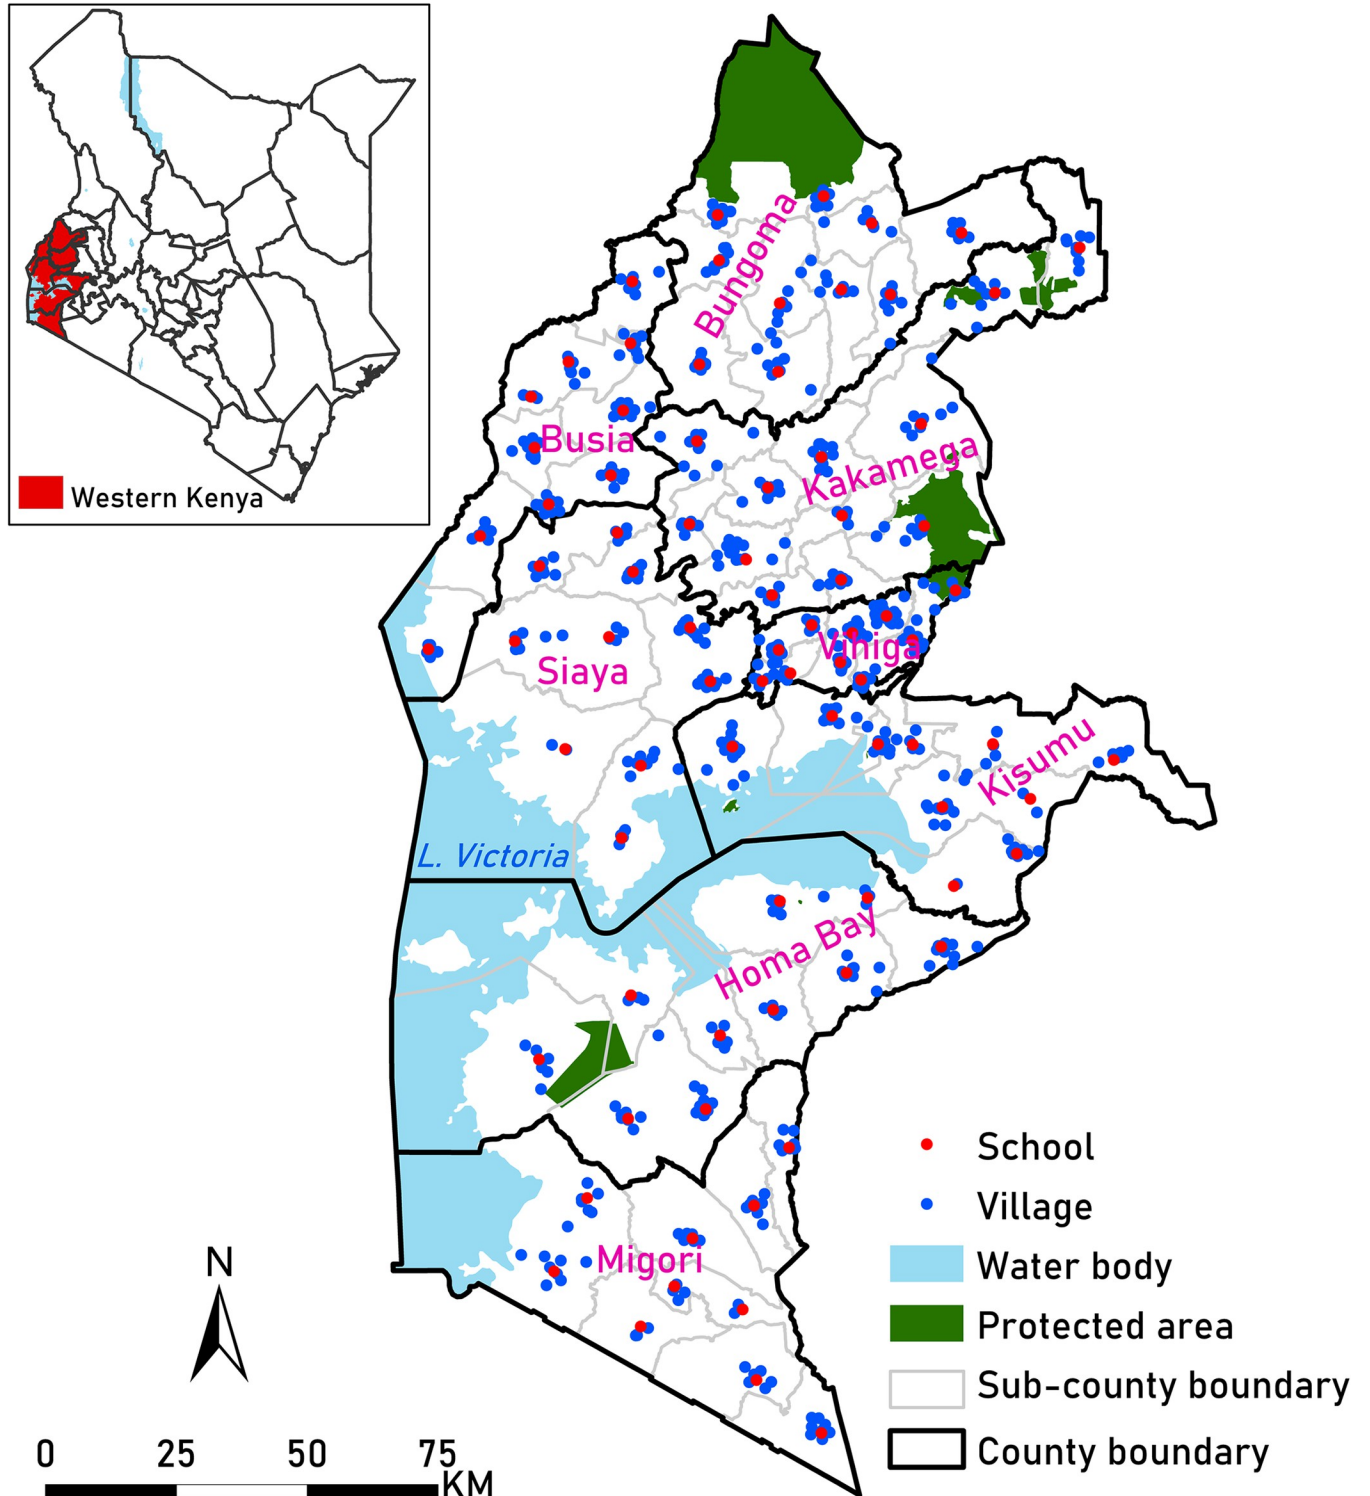 Western Kenya
Bungoma
Busia
Kakamega
Vihiga
Siaya
Kisumu
L. Victoria
Homa Bay
Migori
School
Village
Water body
Protected area
Sub-county boundary
County boundary
N
0 25 50 75
KM